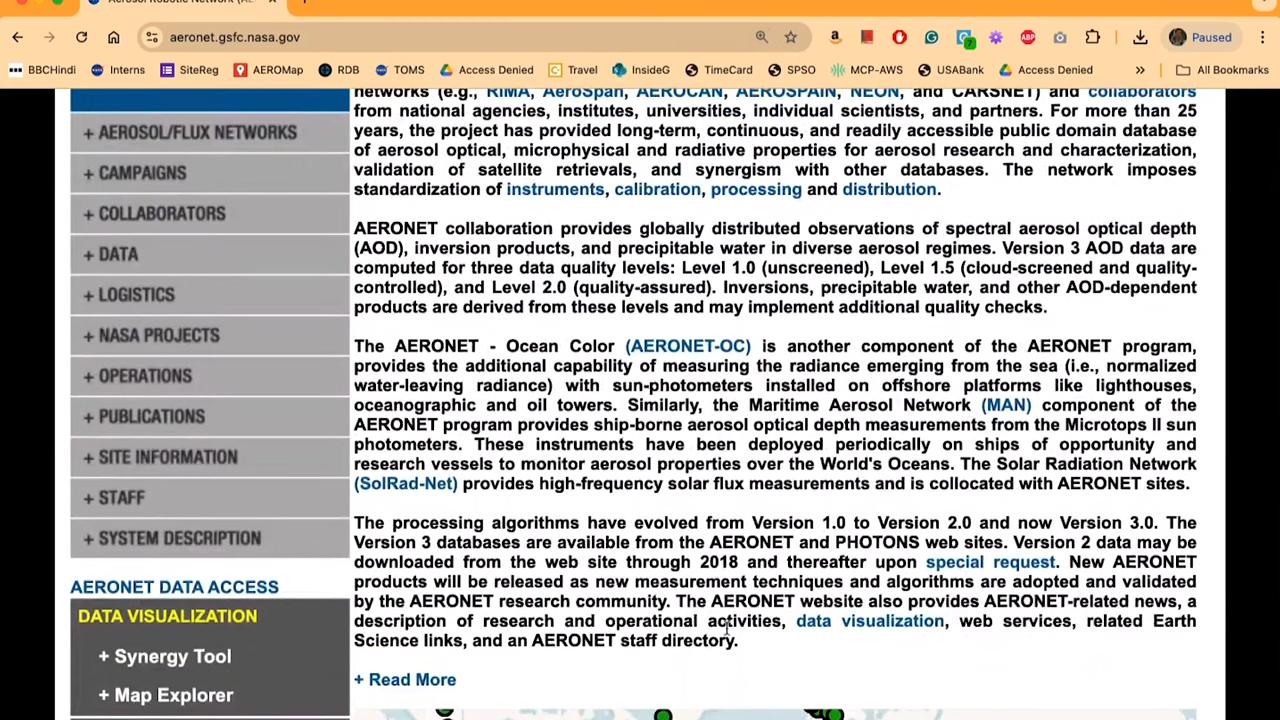 Aerosol Robotic Network (AE
aeronet.gsfc.nasa.gov
Paused
BBCHindi Interns SiteReg AEROMap RDB TOMS Access Denied Travel InsideG TimeCard SPSO MCP-AWS USABank Access Denied » All Bookmarks
+ AEROSOL/FLUX NETWORKS
+ CAMPAIGNS
+ COLLABORATORS
+ DATA
+ LOGISTICS
+ NASA PROJECTS
+ OPERATIONS
+ PUBLICATIONS
+ SITE INFORMATION
+ STAFF
+ SYSTEM DESCRIPTION
AERONET DATA ACCESS
DATA VISUALIZATION
+ Synergy Tool
+ Map Explorer
networks (e.g., RIMA, AeroSpan, AEROCAN, AEROSPAIN, NEON, and CARSNET) and collaborators
from national agencies, institutes, universities, individual scientists, and partners. For more than 25
years, the project has provided long-term, continuous, and readily accessible public domain database
of aerosol optical, microphysical and radiative properties for aerosol research and characterization,
validation of satellite retrievals, and synergism with other databases. The network imposes
standardization of instruments, calibration, processing and distribution.
AERONET collaboration provides globally distributed observations of spectral aerosol optical depth
(AOD), inversion products, and precipitable water in diverse aerosol regimes. Version 3 AOD data are
computed for three data quality levels: Level 1.0 (unscreened), Level 1.5 (cloud-screened and quality-
controlled), and Level 2.0 (quality-assured). Inversions, precipitable water, and other AOD-dependent
products are derived from these levels and may implement additional quality checks.
The AERONET - Ocean Color (AERONET-OC) is another component of the AERONET program,
provides the additional capability of measuring the radiance emerging from the sea (i.e., normalized
water-leaving radiance) with sun-photometers installed on offshore platforms like lighthouses,
oceanographic and oil towers. Similarly, the Maritime Aerosol Network (MAN) component of the
AERONET program provides ship-borne aerosol optical depth measurements from the Microtops II sun
photometers. These instruments have been deployed periodically on ships of opportunity and
research vessels to monitor aerosol properties over the World's Oceans. The Solar Radiation Network
(SolRad-Net) provides high-frequency solar flux measurements and is collocated with AERONET sites.
The processing algorithms have evolved from Version 1.0 to Version 2.0 and now Version 3.0. The
Version 3 databases are available from the AERONET and PHOTONS web sites. Version 2 data may be
downloaded from the web site through 2018 and thereafter upon special request. New AERONET
products will be released as new measurement techniques and algorithms are adopted and validated
by the AERONET research community. The AERONET website also provides AERONET-related news, a
description of research and operational activities, data visualization, web services, related Earth
Science links, and an AERONET staff directory.
+ Read More